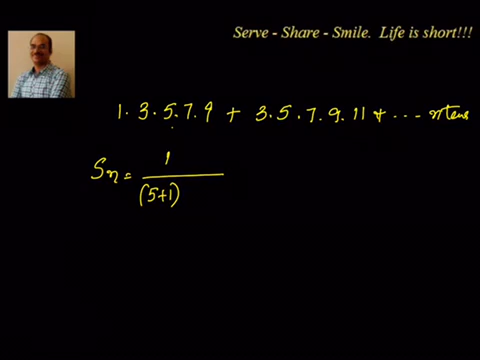 Serve - Share - Smile. Life is short!!!
1 . 3 . 5 . 7 . 9 + 3 . 5 . 7 . 9 . 11 + ... n terms
Sn = 1 / (5+1)